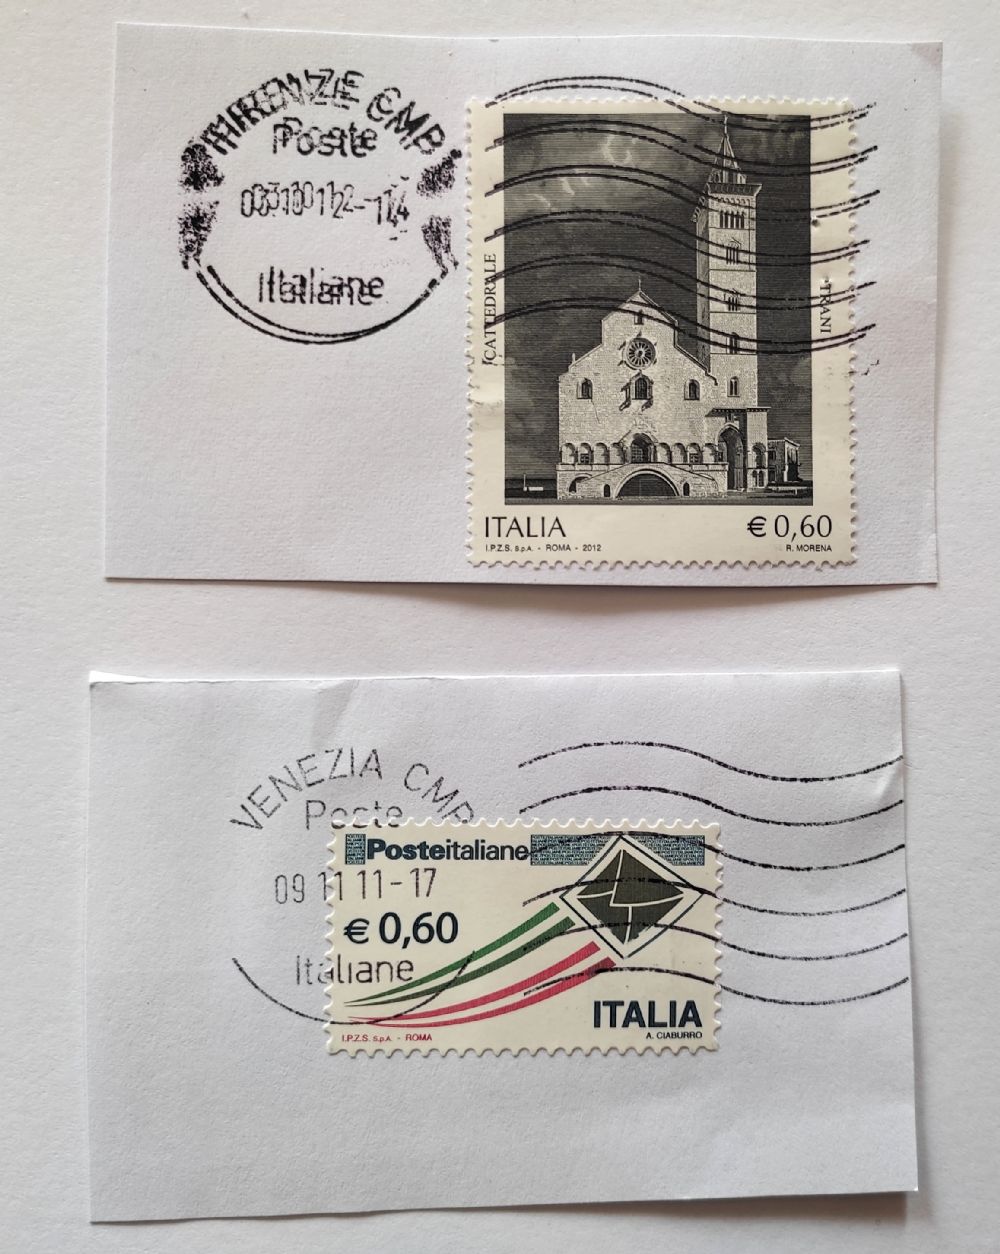 FIRENZE CMP
Poste
Italiane
CATTEDRALE
TRANI
ITALIA
€ 0,60
I.P.Z.S. S.p.A. - ROMA - 2012
R. MORENA
VENEZIA CMP
Poste
09 11 11-17
Italiane
Posteitaliane
€ 0,60
ITALIA
I.P.Z.S. S.p.A. - ROMA
A. CIABURRO